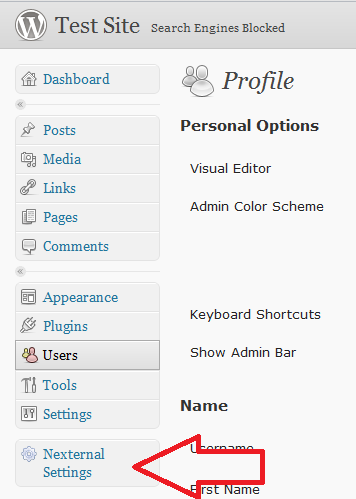 Test Site Search Engines Blocked
Dashboard
Posts
Media
Links
Pages
Comments
Appearance
Plugins
Users
Tools
Settings
Nexternal
Settings
Profile
Personal Options
Visual Editor
Admin Color Scheme
Keyboard Shortcuts
Show Admin Bar
Name
Username
First Name